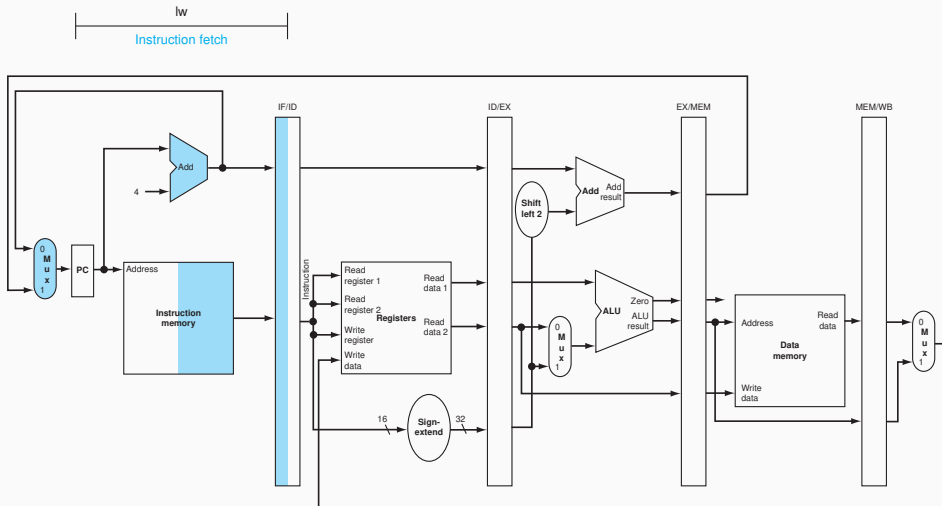 lw
Instruction fetch
IF/ID
ID/EX
EX/MEM
MEM/WB
Add
4
0
M
u
x
1
PC
Address
Instruction
memory
Instruction
Read
register 1
Read
register 2
Write
register
Write
data
Registers
Read
data 1
Read
data 2
16
Sign-
extend
32
Shift
left 2
Add
Add
result
0
M
u
x
1
ALU
Zero
ALU
result
Address
Write
data
Data
memory
Read
data
0
M
u
x
1